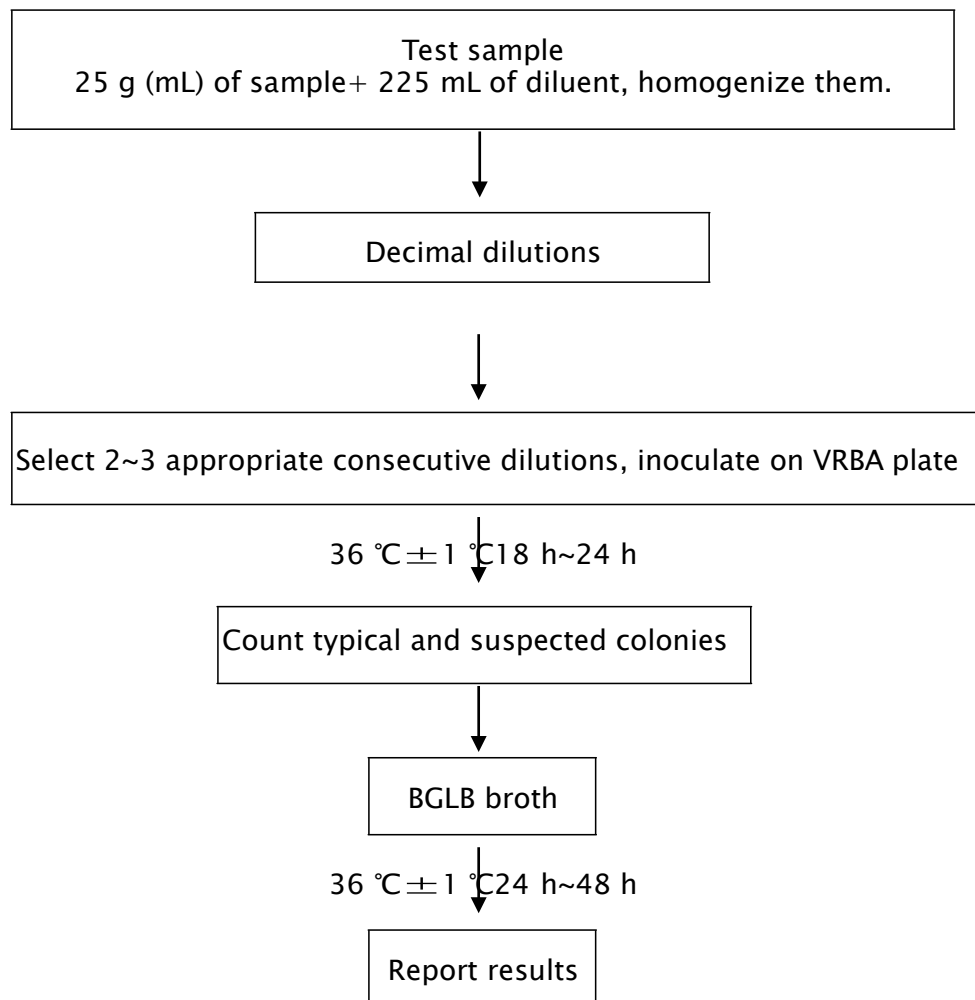 Test sample
25 g (mL) of sample+ 225 mL of diluent, homogenize them.
Decimal dilutions
Select 2~3 appropriate consecutive dilutions, inoculate on VRBA plate
36 ℃±1 ℃18 h~24 h
Count typical and suspected colonies
BGLB broth
36 ℃±1 ℃24 h~48 h
Report results